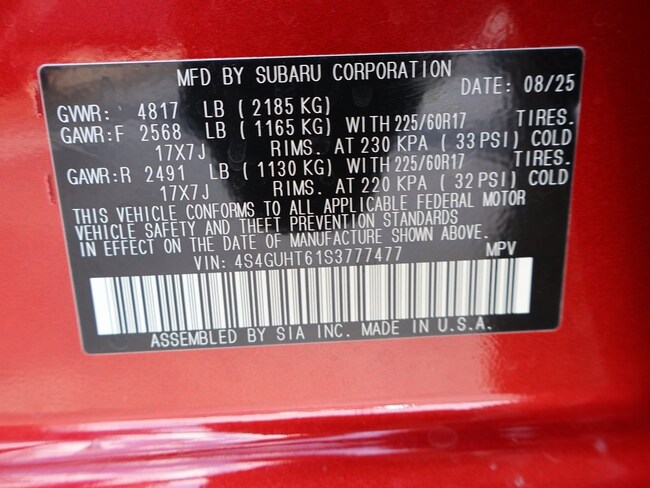 MFD BY SUBARU CORPORATION
DATE: 08/25
GVWR: 4817 LB (2185 KG)
GAWR:F 2568 LB (1165 KG) WITH 225/60R17 TIRES.
17X7J RIMS. AT 230 KPA (33 PSI) COLD
GAWR:R 2491 LB (1130 KG) WITH 225/60R17 TIRES.
17X7J RIMS. AT 220 KPA (32 PSI) COLD
THIS VEHICLE CONFORMS TO ALL APPLICABLE FEDERAL MOTOR
VEHICLE SAFETY AND THEFT PREVENTION STANDARDS
IN EFFECT ON THE DATE OF MANUFACTURE SHOWN ABOVE.
VIN: 4S4GUHT61S3777477 MPV
ASSEMBLED BY SIA INC. MADE IN U.S.A.